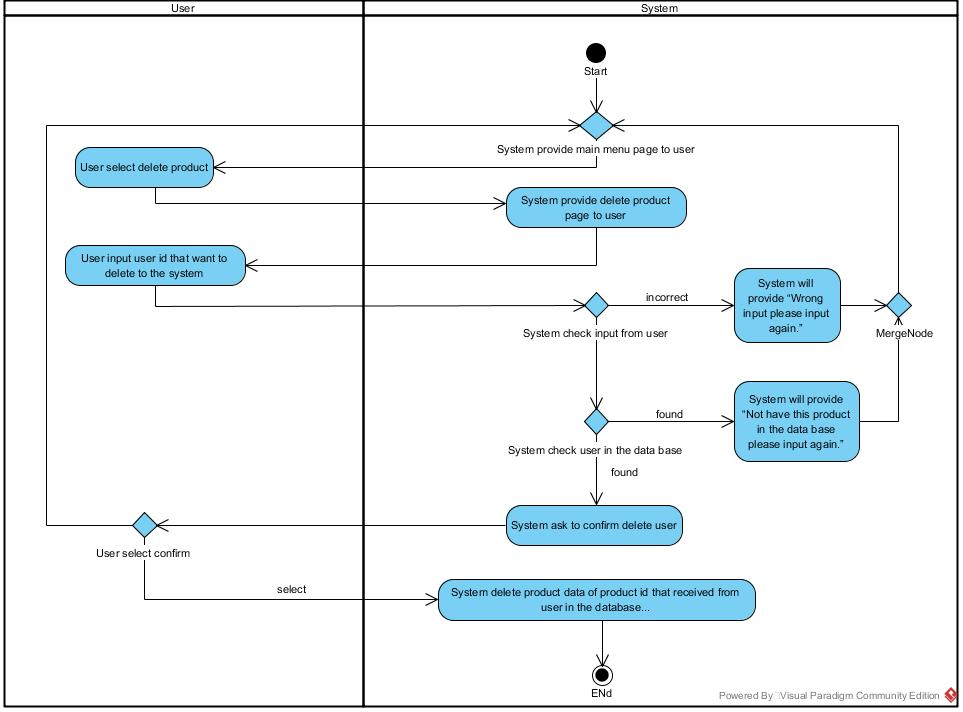 User
System
Start
System provide main menu page to user
User select delete product
System provide delete product
page to user
User input user id that want to
delete to the system
System check input from user
incorrect
System will
provide “Wrong
input please input
again.”
MergeNode
System check user in the data base
found
System will provide
“Not have this product
in the data base
please input again.”
found
System ask to confirm delete user
User select confirm
select
System delete product data of product id that received from
user in the database...
ENd
Powered By Visual Paradigm Community Edition